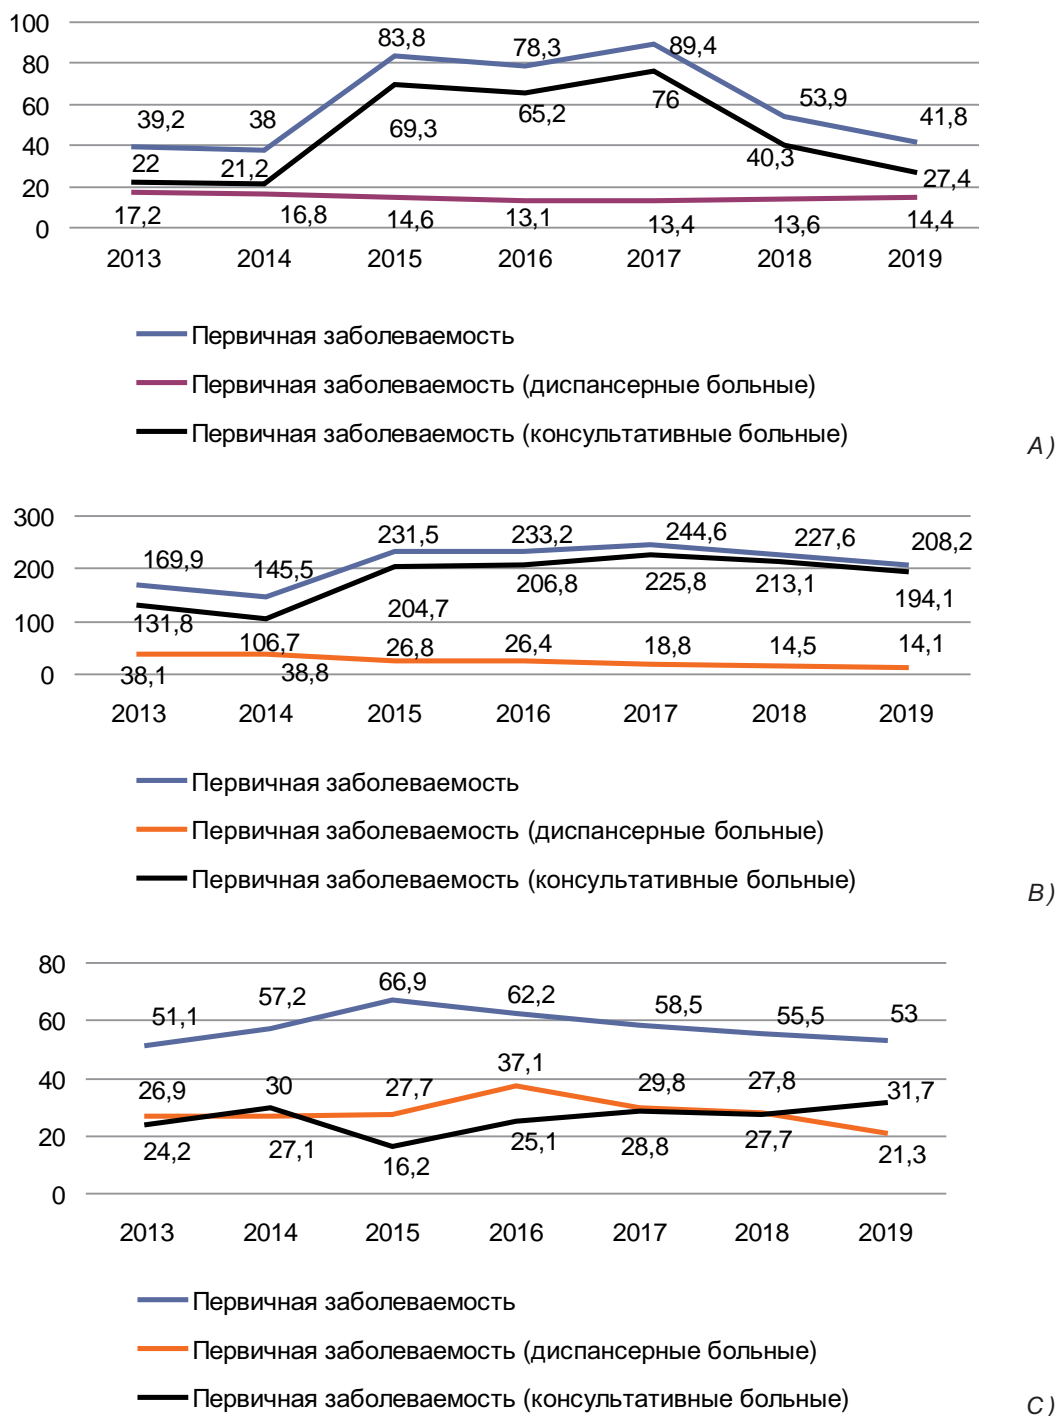 100
80
60
40
20
0
39,2 38 83,8 78,3 89,4 53,9 41,8
22 21,2 69,3 65,2 76 40,3 27,4
17,2 16,8 14,6 13,1 13,4 13,6 14,4
2013 2014 2015 2016 2017 2018 2019
Первичная заболеваемость
Первичная заболеваемость (диспансерные больные)
Первичная заболеваемость (консультативные больные)
A)
300
200
100
0
169,9 145,5 231,5 233,2 244,6 227,6 208,2
131,8 106,7 204,7 206,8 225,8 213,1 194,1
38,1 38,8 26,8 26,4 18,8 14,5 14,1
2013 2014 2015 2016 2017 2018 2019
Первичная заболеваемость
Первичная заболеваемость (диспансерные больные)
Первичная заболеваемость (консультативные больные)
B)
80
60
40
20
0
51,1 57,2 66,9 62,2 58,5 55,5 53
26,9 30 27,7 37,1 29,8 27,8 31,7
24,2 27,1 16,2 25,1 28,8 27,7 21,3
2013 2014 2015 2016 2017 2018 2019
Первичная заболеваемость
Первичная заболеваемость (диспансерные больные)
Первичная заболеваемость (консультативные больные)
C)